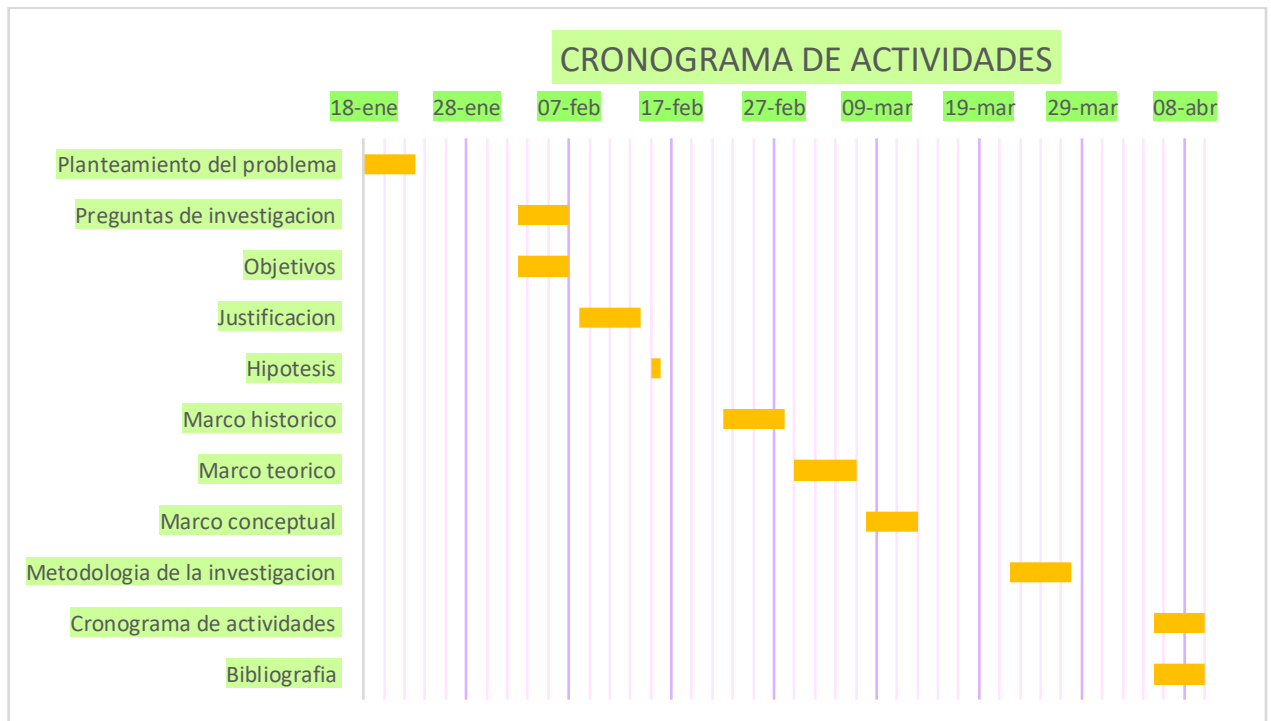 CRONOGRAMA DE ACTIVIDADES
18-ene 28-ene 07-feb 17-feb 27-feb 09-mar 19-mar 29-mar 08-abr
Planteamiento del problema
Preguntas de investigacion
Objetivos
Justificacion
Hipotesis
Marco historico
Marco teorico
Marco conceptual
Metodologia de la investigacion
Cronograma de actividades
Bibliografia